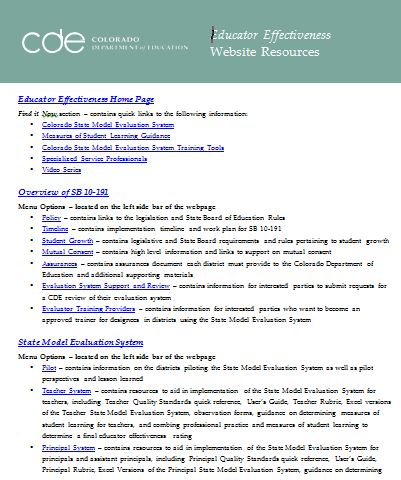 cde COLORADO
DEPARTMENT of EDUCATION
Educator Effectiveness
Website Resources
Educator Effectiveness Home Page
Find it Now section – contains quick links to the following information:
• Colorado State Model Evaluation System
• Measures of Student Learning Guidance
• Colorado State Model Evaluation System Training Tools
• Specialized Service Professionals
• Video Series
Overview of SB 10-191
Menu Options – located on the left side bar of the webpage
• Policy – contains links to the legislation and State Board of Education Rules
• Timeline – contains implementation timeline and work plan for SB 10-191
• Student Growth – contains legislative and State Board requirements and rules pertaining to student growth
• Mutual Consent – contains high level information and links to support on mutual consent
• Assurances – contains assurances document each district must provide to the Colorado Department of
Education and additional supporting materials
• Evaluation System Support and Review – contains information for interested parties to submit requests for
a CDE review of their evaluation system
• Evaluator Training Providers – contains information for interested parties who want to become an
approved trainer for designees in districts using the State Model Evaluation System
State Model Evaluation System
Menu Options – located on the left side bar of the webpage
• Pilot – contains information on the districts piloting the State Model Evaluation System as well as pilot
perspectives and lesson learned
• Teacher System – contains resources to aid in implementation of the State Model Evaluation System for
teachers, including Teacher Quality Standards quick reference, User's Guide, Teacher Rubric, Excel versions
of the Teacher State Model Evaluation System, observation forms, guidance on determining measures of
student learning for teachers, and combining professional practice and measures of student learning to
determine a final educator effectiveness rating
• Principal System – contains resources to aid in implementation of the State Model Evaluation System for
principals and assistant principals, including Principal Quality Standards quick reference, User's Guide,
Principal Rubric, Excel Versions of the Principal State Model Evaluation System, guidance on determining